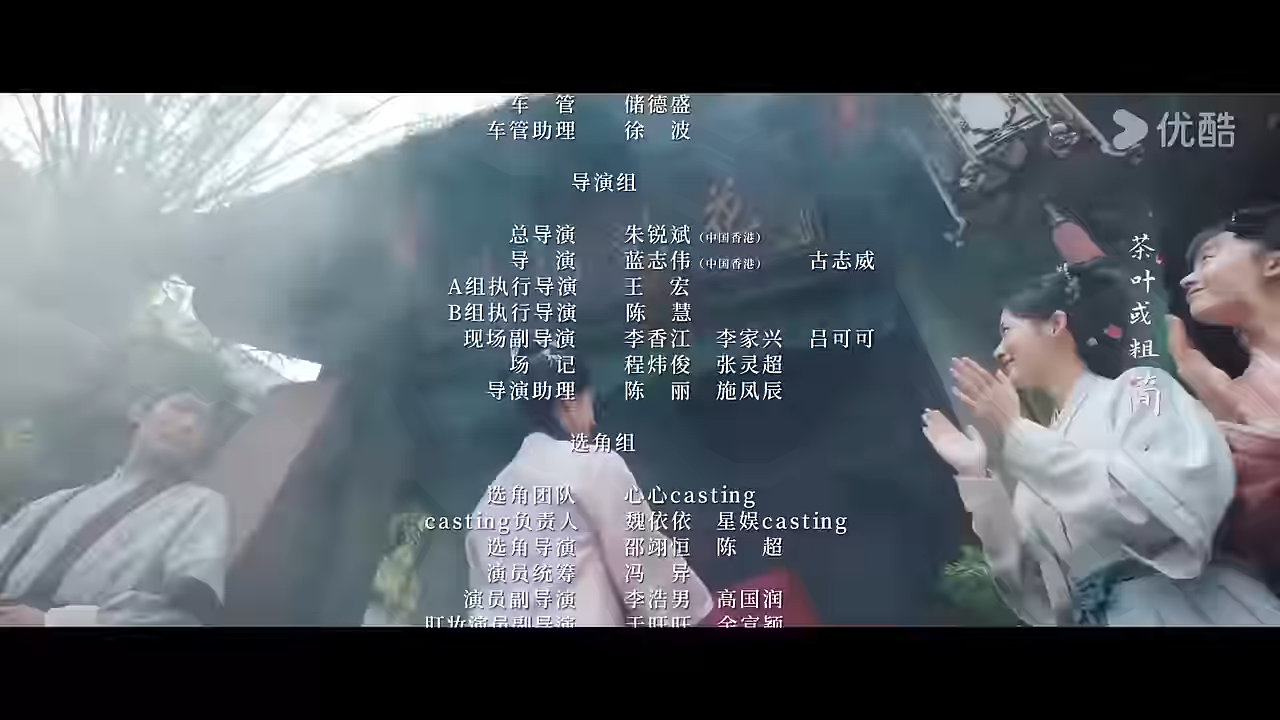 车 管 储德盛
车管助理 徐 波
优酷
导演组
总导演 朱锐斌(中国香港)
导 演 蓝志伟(中国香港) 古志威
A组执行导演 王 宏
B组执行导演 陈 慧
现场副导演 李香江 李家兴 吕可可
场 记 程炜俊 张灵超
导演助理 陈 丽 施凤辰
选角组
选角团队 心心casting
casting负责人 魏依依 星娱casting
选角导演 邵翊恒 陈 超
演员统筹 冯 异
演员副导演 李浩男 高国润
茶叶或粗简